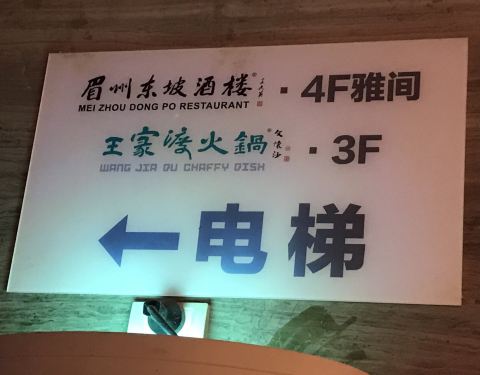 眉州东坡酒楼® · 4F雅间
MEI ZHOU DONG PO RESTAURANT
王家渡火鍋® · 3F
WANG JIA DU CHAFFY DISH
← 电梯